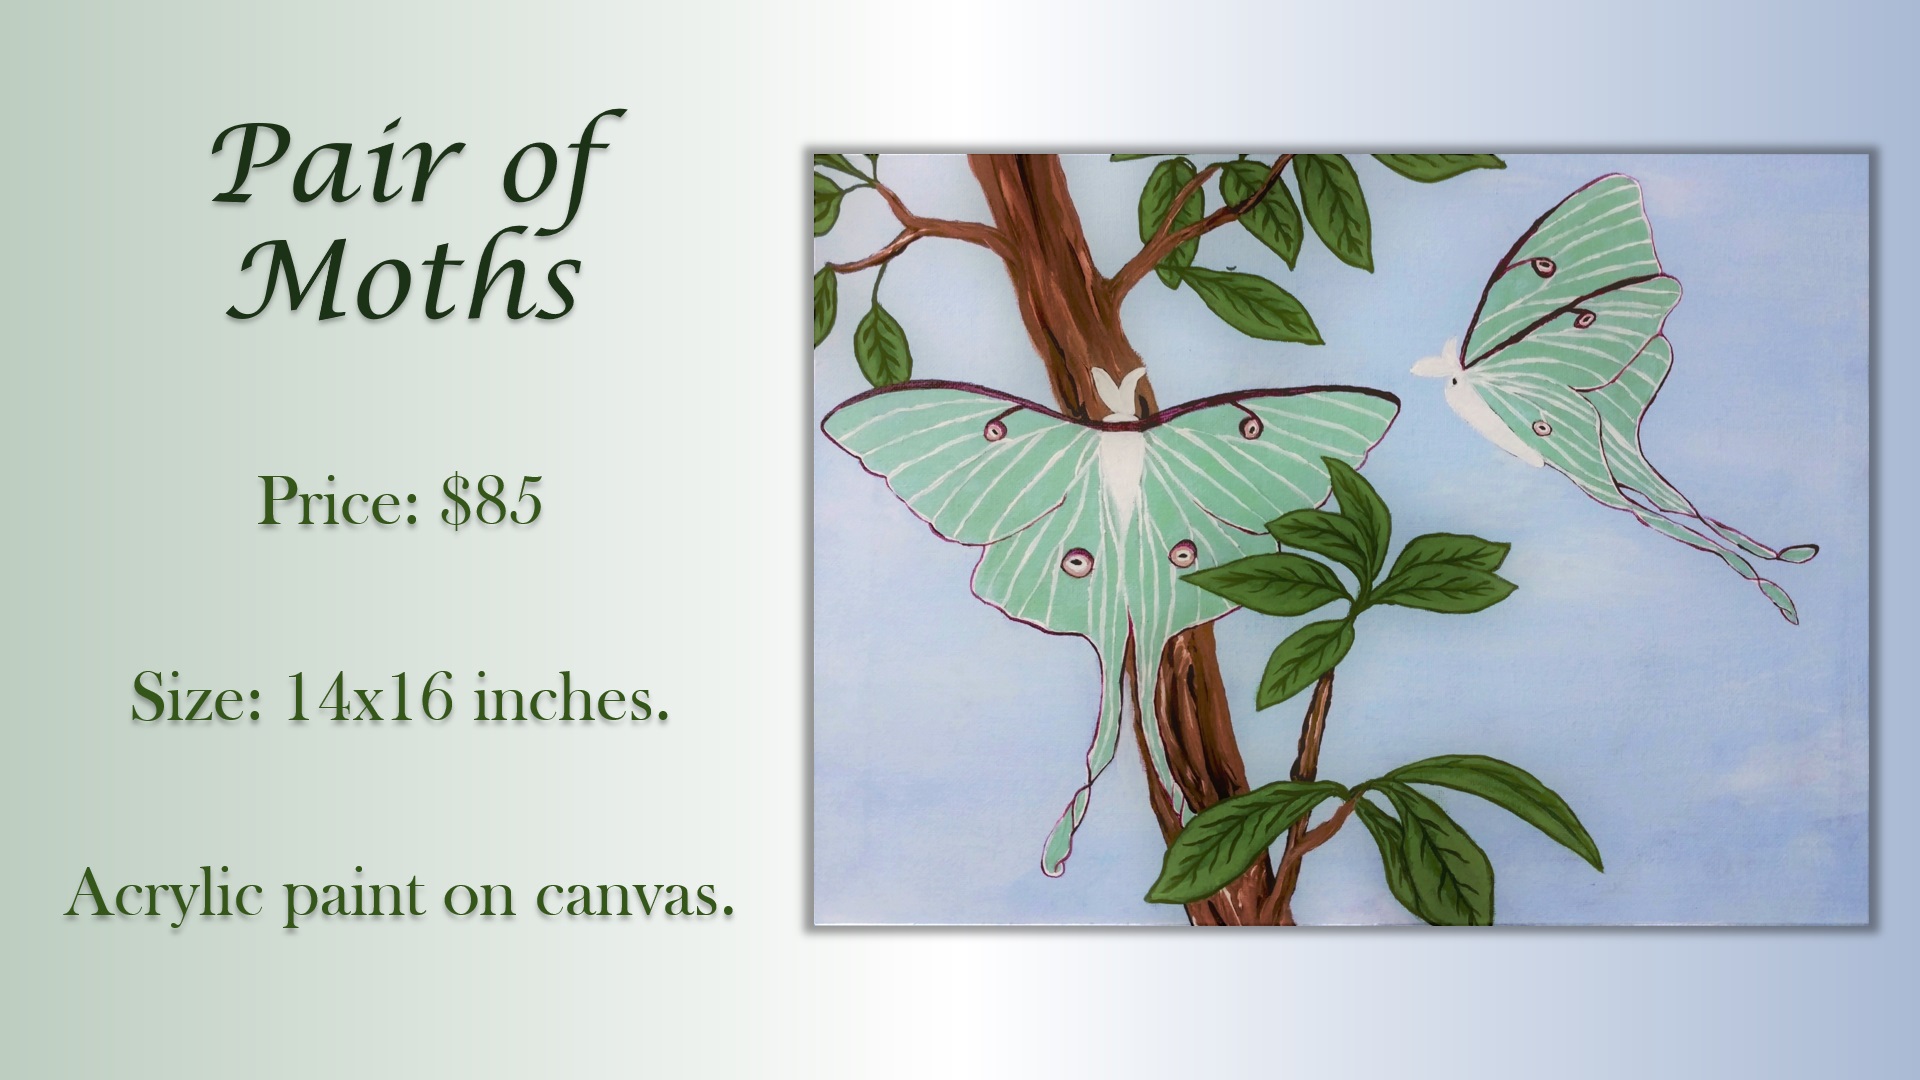 Pair of
Moths
Price: $85
Size: 14x16 inches.
Acrylic paint on canvas.